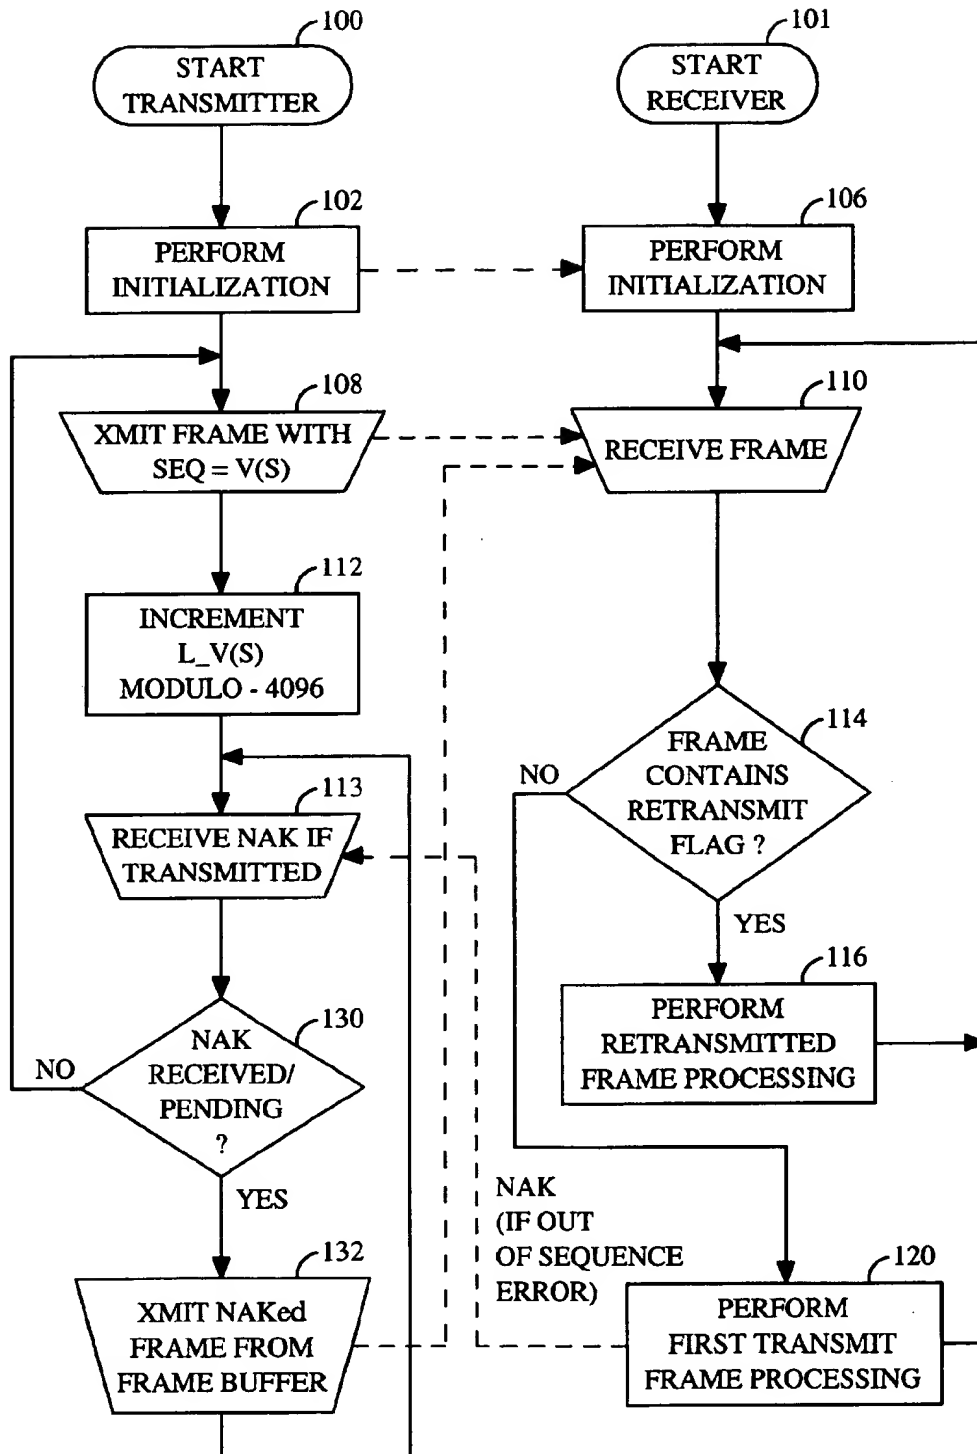 100
START
TRANSMITTER
101
START
RECEIVER
102
PERFORM
INITIALIZATION
106
PERFORM
INITIALIZATION
108
XMIT FRAME WITH
SEQ = V(S)
110
RECEIVE FRAME
112
INCREMENT
L_V(S)
MODULO - 4096
113
RECEIVE NAK IF
TRANSMITTED
114
FRAME
CONTAINS
RETRANSMIT
FLAG ?
NO
YES
116
PERFORM
RETRANSMITTED
FRAME PROCESSING
130
NAK
RECEIVED/
PENDING
?
NO
YES
NAK
(IF OUT
OF SEQUENCE
ERROR)
120
PERFORM
FIRST TRANSMIT
FRAME PROCESSING
132
XMIT NAKed
FRAME FROM
FRAME BUFFER